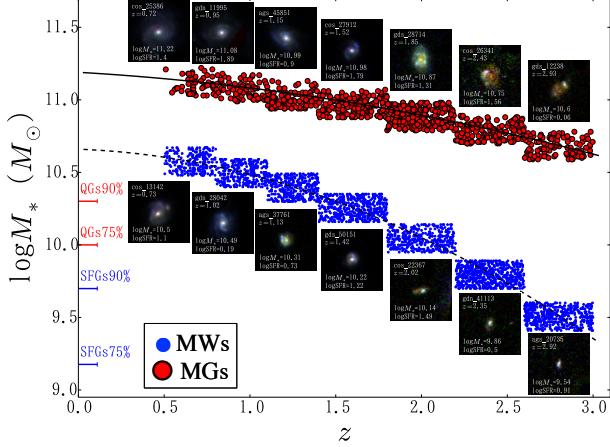 cos_25386
z=0.72
logM*=11.22
logSFR=1.4
gdn_11995
z=0.95
logM*=11.08
logSFR=1.89
ags_45851
z=1.15
logM*=10.99
logSFR=0.9
cos_27912
z=1.52
logM*=10.98
logSFR=1.79
gdn_28714
z=1.85
logM*=10.87
logSFR=1.31
cos_26341
z=2.43
logM*=10.75
logSFR=1.56
gdn_12238
z=2.93
logM*=10.6
logSFR=0.06
cos_13142
z=0.73
logM*=10.5
logSFR=1.1
gdn_28042
z=1.02
logM*=10.49
logSFR=0.19
ags_37761
z=1.13
logM*=10.31
logSFR=0.73
gdn_50151
z=1.42
logM*=10.22
logSFR=1.22
cos_22367
z=2.02
logM*=10.14
logSFR=1.49
gdn_41113
z=2.35
logM*=9.86
logSFR=0.5
ags_20735
z=2.92
logM*=9.54
logSFR=0.91
logM* (M⊙)
11.5
11.0
10.5
10.0
9.5
9.0
QGs90%
QGs75%
SFGs90%
SFGs75%
MWs
MGs
0.0
0.5
1.0
1.5
2.0
2.5
3.0
z